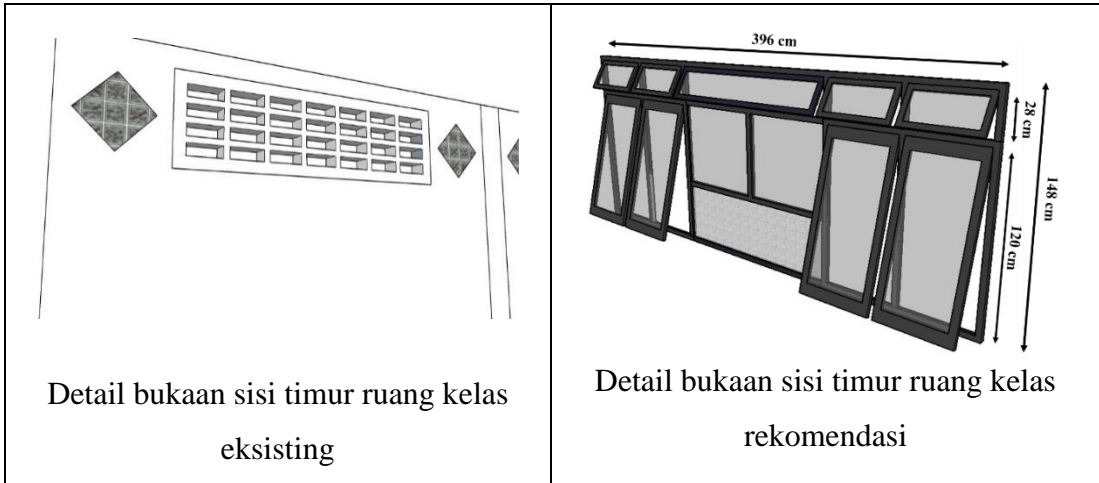 396 cm
28 cm
148 cm
120 cm
Detail bukaan sisi timur ruang kelas
eksisting
Detail bukaan sisi timur ruang kelas
rekomendasi